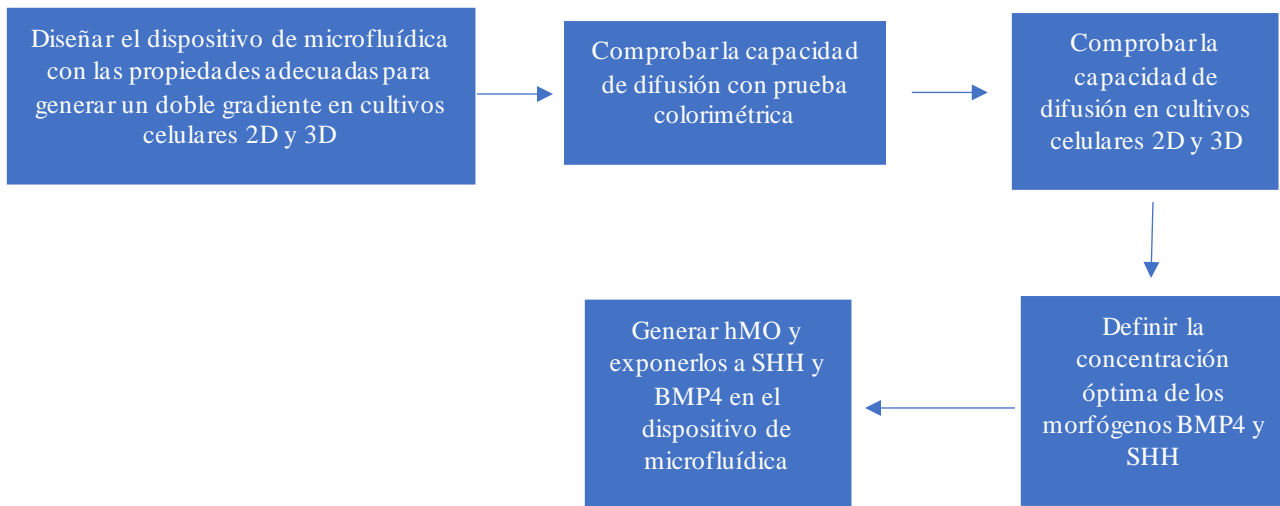 Diseñar el dispositivo de microfluídica
con las propiedades adecuadas para
generar un doble gradiente en cultivos
celulares 2D y 3D
Comprobar la capacidad
de difusión con prueba
colorimétrica
Comprobar la
capacidad de
difusión en cultivos
celulares 2D y 3D
Definir la
concentración
óptima de los
morfógenos BMP4 y
SHH
Generar hMO y
exponerlos a SHH y
BMP4 en el
dispositivo de
microfluídica